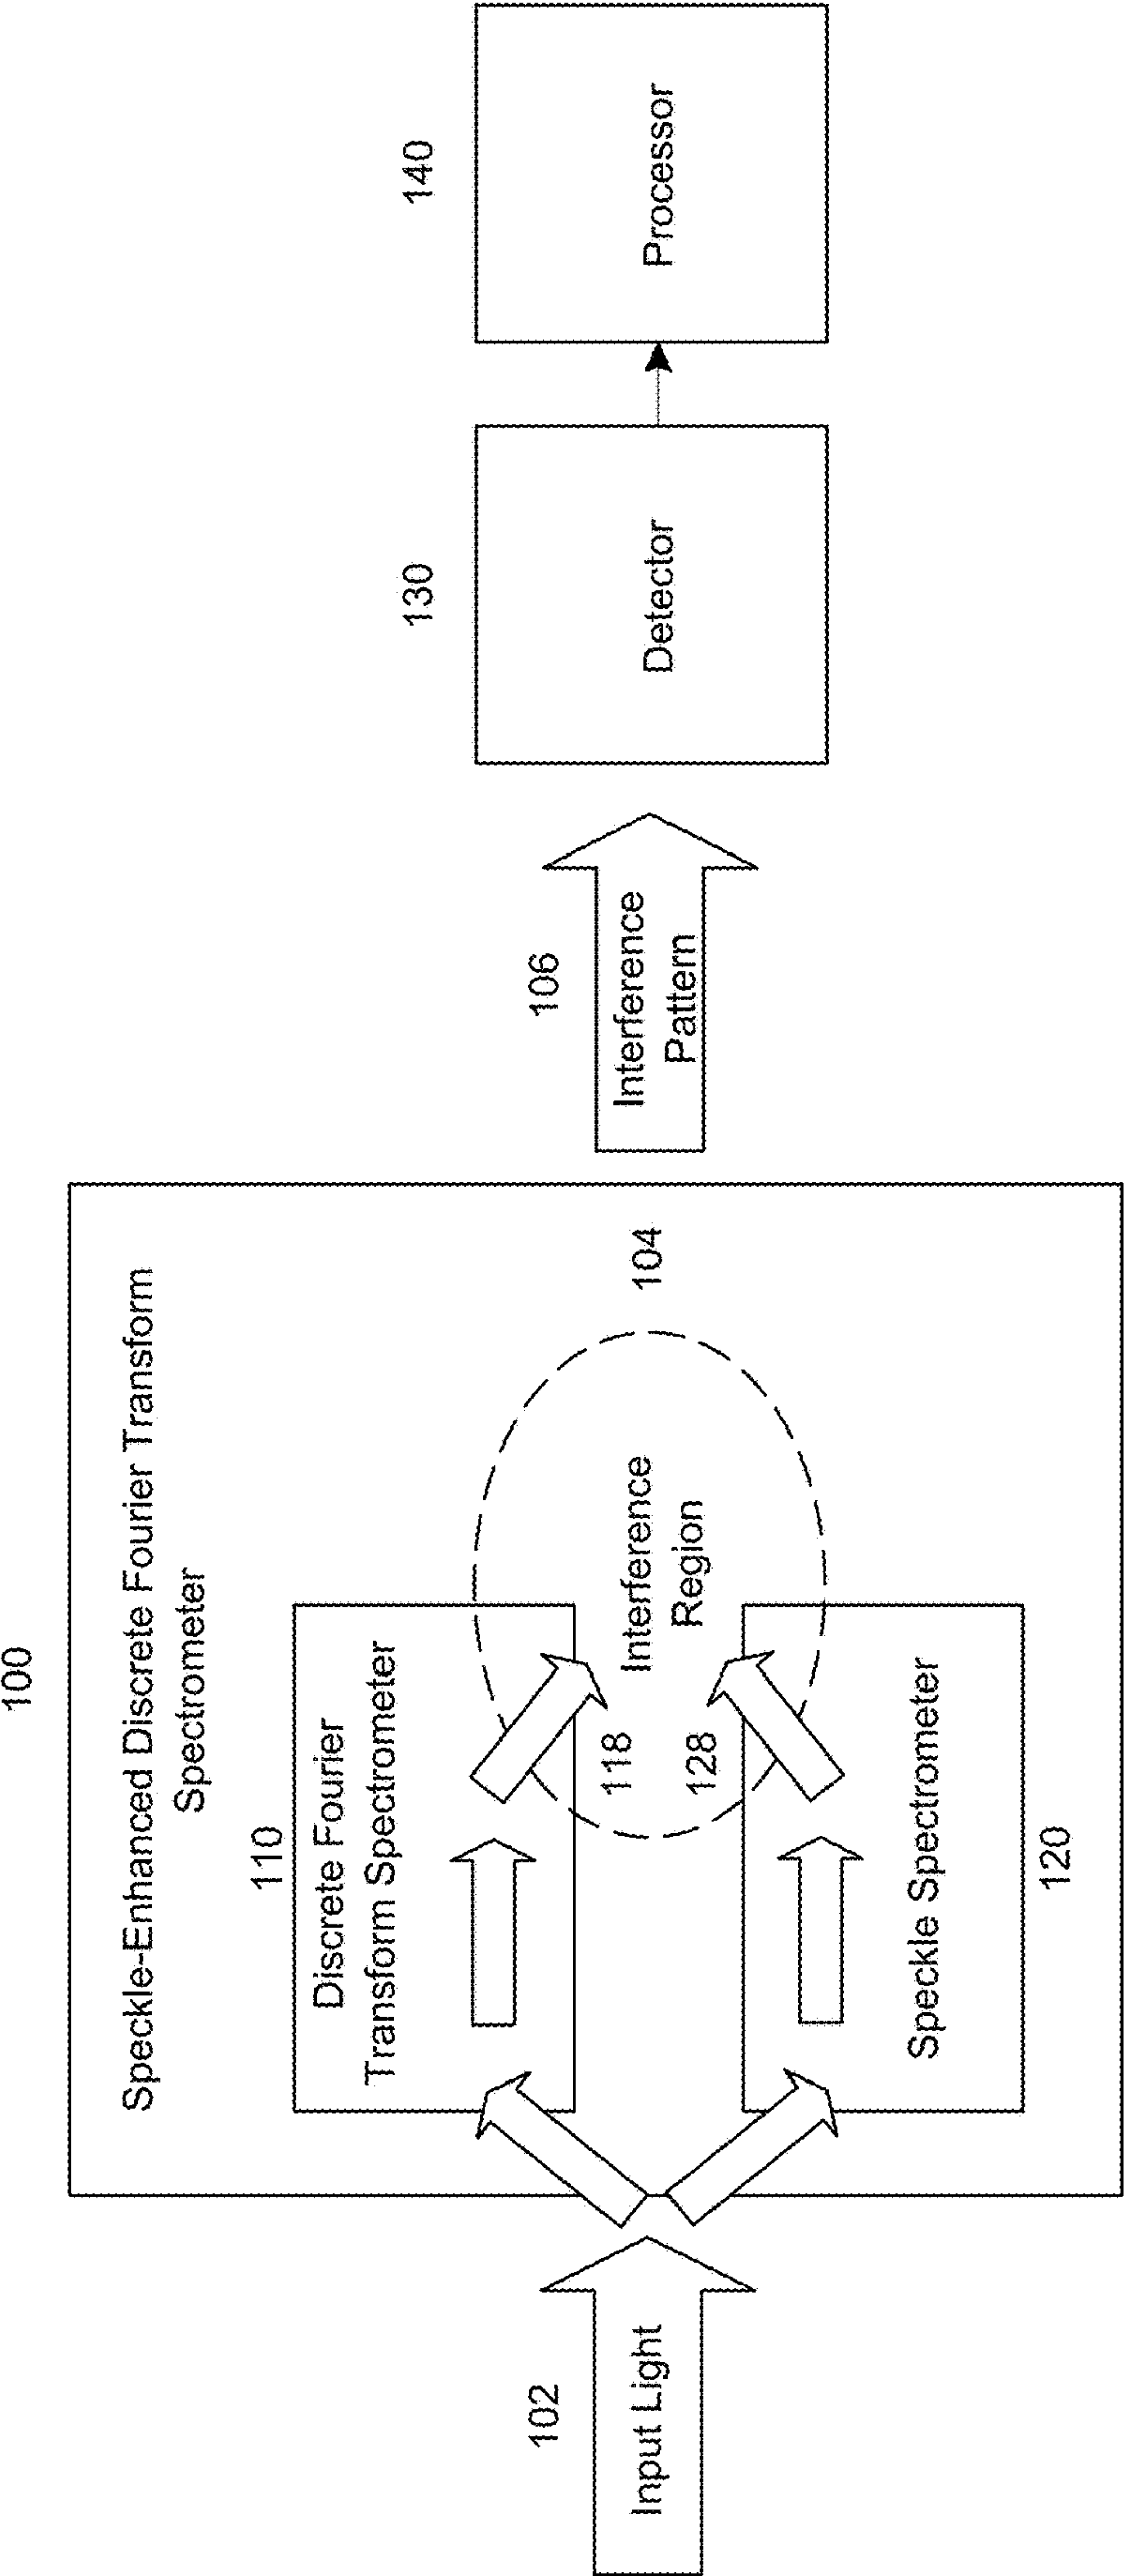 100
Speckle-Enhanced Discrete Fourier Transform
Spectrometer
110
Discrete Fourier
Transform Spectrometer
102
Input Light
118
128
Interference
Region
104
Speckle Spectrometer
120
106
Interference
Pattern
130
Detector
140
Processor